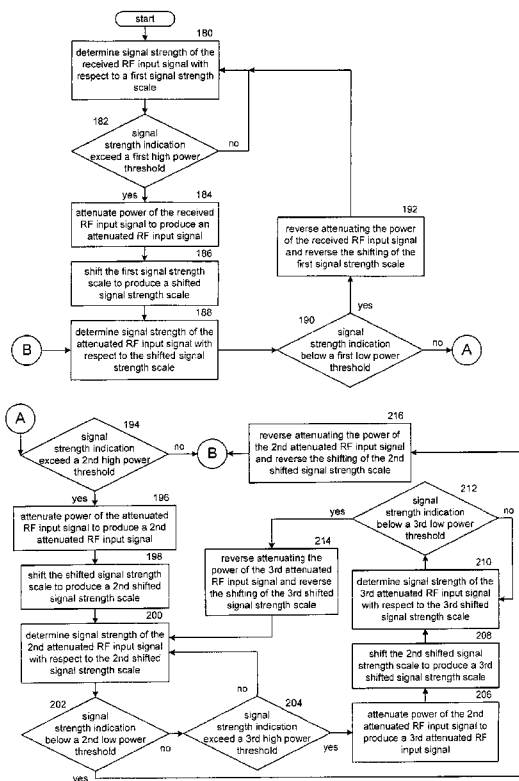 start
180
determine signal strength of the
received RF input signal with
respect to a first signal strength
scale
182
signal
strength indication
exceed a first high power
threshold
no
yes
184
attenuate power of the received
RF input signal to produce an
attenuated RF input signal
186
shift the first signal strength
scale to produce a shifted
signal strength scale
188
determine signal strength of the
attenuated RF input signal with
respect to the shifted signal
strength scale
B
192
reverse attenuating the power
of the received RF input signal
and reverse the shifting of the
first signal strength scale
yes
190
signal
strength indication
below a first low power
threshold
no
A
A
194
signal
strength indication
exceed a 2nd high power
threshold
no
B
yes
196
attenuate power of the attenuated
RF input signal to produce a 2nd
attenuated RF input signal
198
shift the shifted signal strength
scale to produce a 2nd shifted
signal strength scale
200
determine signal strength of the
2nd attenuated RF input signal
with respect to the 2nd shifted
signal strength scale
202
signal
strength indication
below a 2nd low power
threshold
no
yes
204
signal
strength indication
exceed a 3rd high power
threshold
no
yes
206
attenuate power of the 2nd
attenuated RF input signal to
produce a 3rd attenuated RF
input signal
208
shift the 2nd shifted signal
strength scale to produce a 3rd
shifted signal strength scale
210
determine signal strength of the
3rd attenuated RF input signal
with respect to the 3rd shifted
signal strength scale
212
signal
strength indication
below a 3rd low power
threshold
yes
no
214
reverse attenuating the
power of the 3rd attenuated
RF input signal and reverse
the shifting of the 3rd shifted
signal strength scale
216
reverse attenuating the power of
the 2nd attenuated RF input signal
and reverse the shifting of the 2nd
shifted signal strength scale